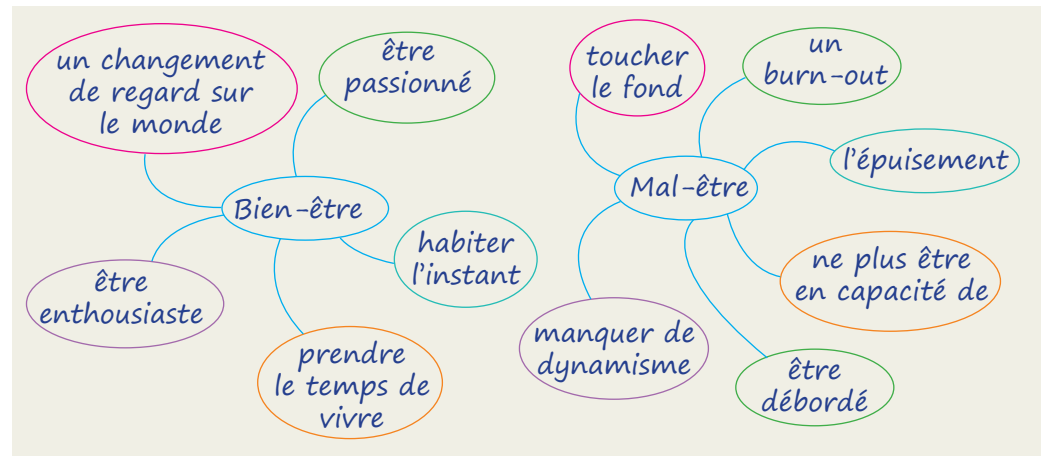 un changement
de regard sur
le monde
être
passionné
Bien-être
habiter
l'instant
être
enthousiaste
prendre
le temps de
vivre
toucher
le fond
un
burn-out
l'épuisement
Mal-être
ne plus être
en capacité de
manquer de
dynamisme
être
débordé